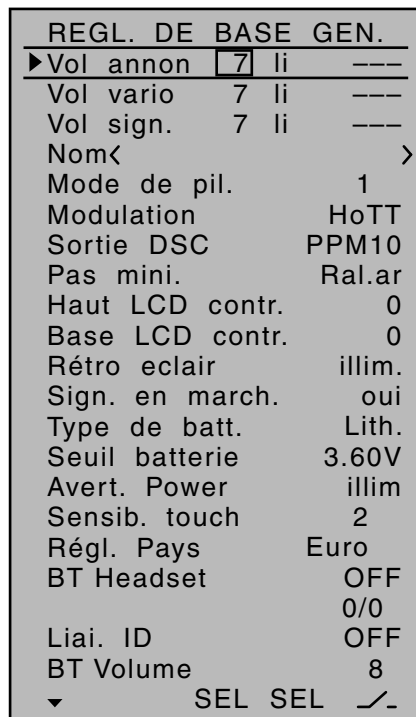 REGL. DE BASE GEN.
Vol annon 7 li ---
Vol vario 7 li ---
Vol sign. 7 li ---
Nom< >
Mode de pil. 1
Modulation HoTT
Sortie DSC PPM10
Pas mini. Ral.ar
Haut LCD contr. 0
Base LCD contr. 0
Rétro eclair illim.
Sign. en march. oui
Type de batt. Lith.
Seuil batterie 3.60V
Avert. Power illim
Sensib. touch 2
Régl. Pays Euro
BT Headset OFF
0/0
Liai. ID OFF
BT Volume 8
SEL SEL